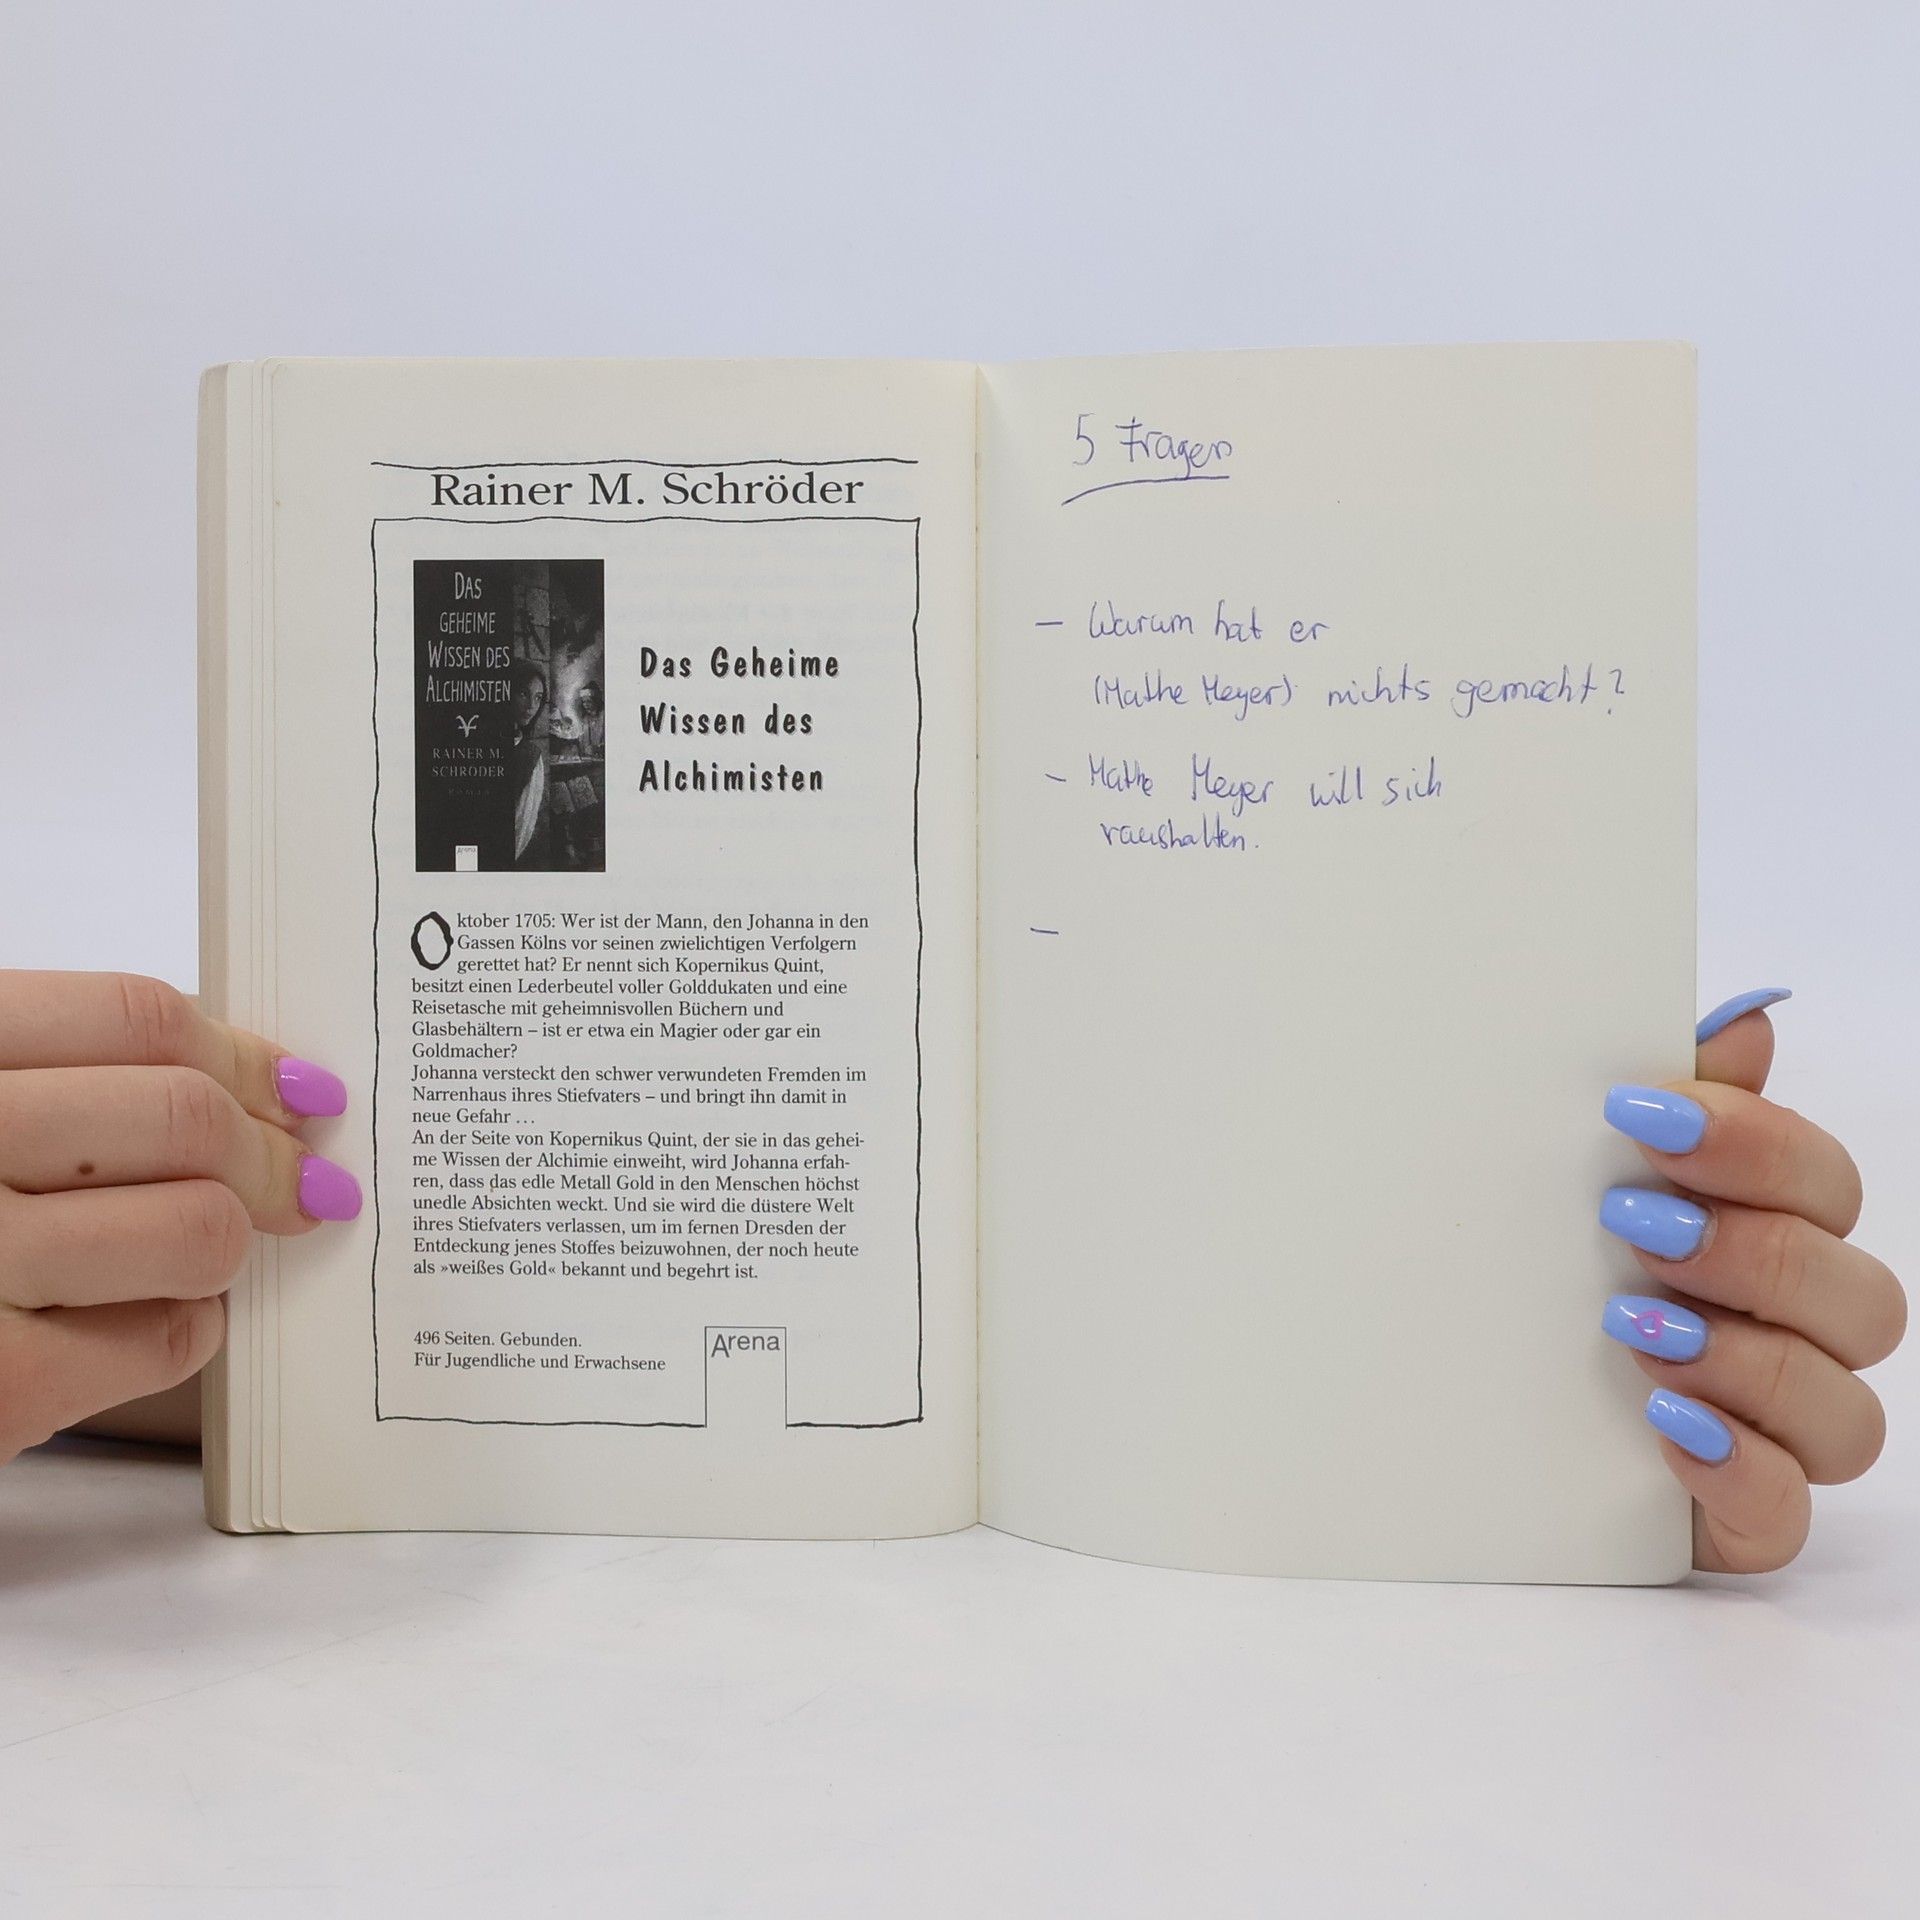 Rainer M. Schröder
DAS
GEHEIME
WISSEN DES
ALCHIMISTEN
RAINER M.
SCHRÖDER
ROMAN
Arena
Das Geheime
Wissen des
Alchimisten
Oktober 1705: Wer ist der Mann, den Johanna in den
Gassen Kölns vor seinen zwielichtigen Verfolgern
gerettet hat? Er nennt sich Kopernikus Quint,
besitzt einen Lederbeutel voller Golddukaten und eine
Reisetasche mit geheimnisvollen Büchern und
Glasbehältern – ist er etwa ein Magier oder gar ein
Goldmacher?
Johanna versteckt den schwer verwundeten Fremden im
Narrenhaus ihres Stiefvaters – und bringt ihn damit in
neue Gefahr ...
An der Seite von Kopernikus Quint, der sie in das gehei-
me Wissen der Alchimie einweiht, wird Johanna erfah-
ren, dass das edle Metall Gold in den Menschen höchst
unedle Absichten weckt. Und sie wird die düstere Welt
ihres Stiefvaters verlassen, um im fernen Dresden der
Entdeckung jenes Stoffes beizuwohnen, der noch heute
als »weißes Gold« bekannt und begehrt ist.
496 Seiten. Gebunden.
Für Jugendliche und Erwachsene
Arena
5 Fragen
– Warum hat er
(Mathe Meyer) nichts gemacht?
– Mathe Meyer will sich
raushalten.
–